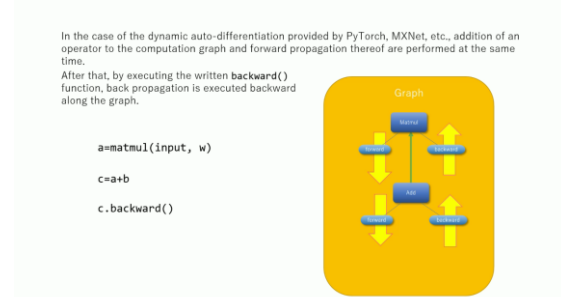 In the case of the dynamic auto-differentiation provided by PyTorch, MXNet, etc., addition of an
operator to the computation graph and forward propagation thereof are performed at the same
time.
After that, by executing the written backward()
function, back propagation is executed backward
along the graph.
Graph
Matmul
forward
backward
a=matmul(input, w)
c=a+b
Add
c.backward()
forward
backward